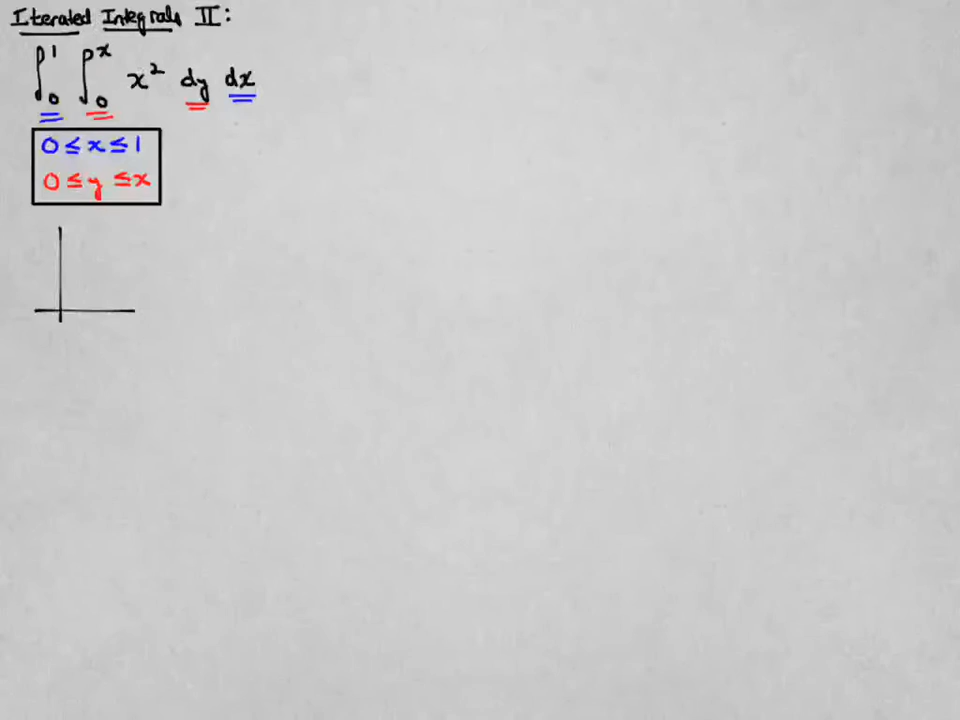 Iterated Integrals II:
∫₀¹ ∫₀ˣ x² dy dx
0 ≤ x ≤ 1
0 ≤ y ≤ x